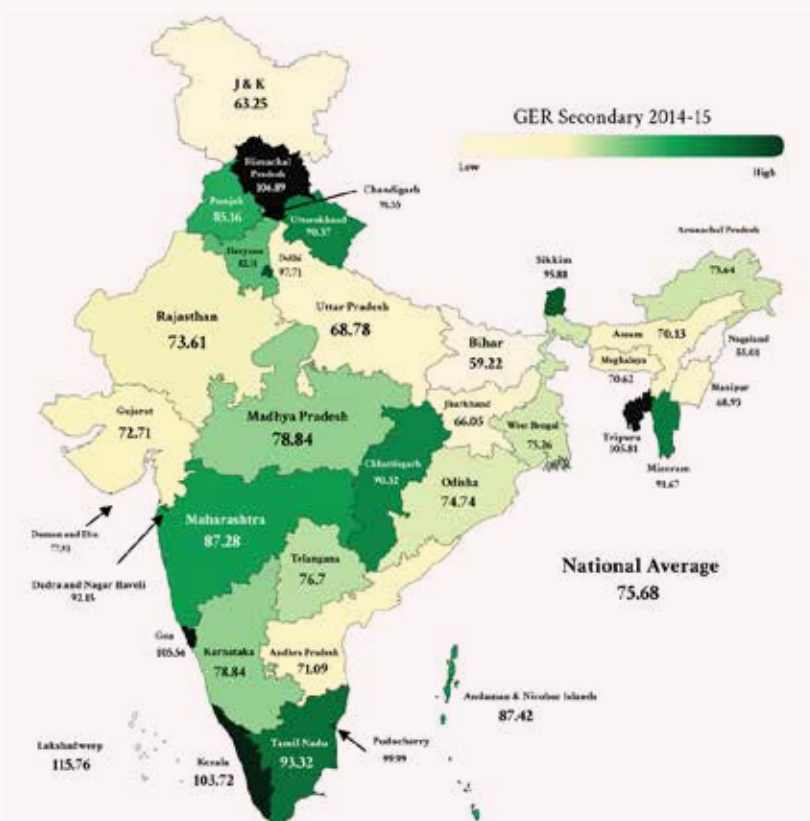 J & K
63.25
GER Secondary 2014-15
Low
High
Himachal
Pradesh
106.89
Chandigarh
Punjab
85.16
Uttarakhand
90.37
Haryana
Delhi
97.71
Arunachal Pradesh
73.64
Sikkim
95.88
Rajasthan
73.61
Uttar Pradesh
68.78
Bihar
59.22
Assam
70.13
Nagaland
Meghalaya
70.62
Manipur
68.93
Gujarat
72.71
Madhya Pradesh
78.84
Jharkhand
66.05
West Bengal
75.26
Tripura
105.81
Mizoram
91.67
Chhattisgarh
90.32
Odisha
74.74
Maharashtra
87.28
Daman and Diu
Dadra and Nagar Haveli
92.15
Telangana
76.7
National Average
75.68
Goa
105.56
Karnataka
78.84
Andhra Pradesh
71.09
Andaman & Nicobar Islands
87.42
Lakshadweep
115.76
Kerala
103.72
Tamil Nadu
93.32
Puducherry
99.99